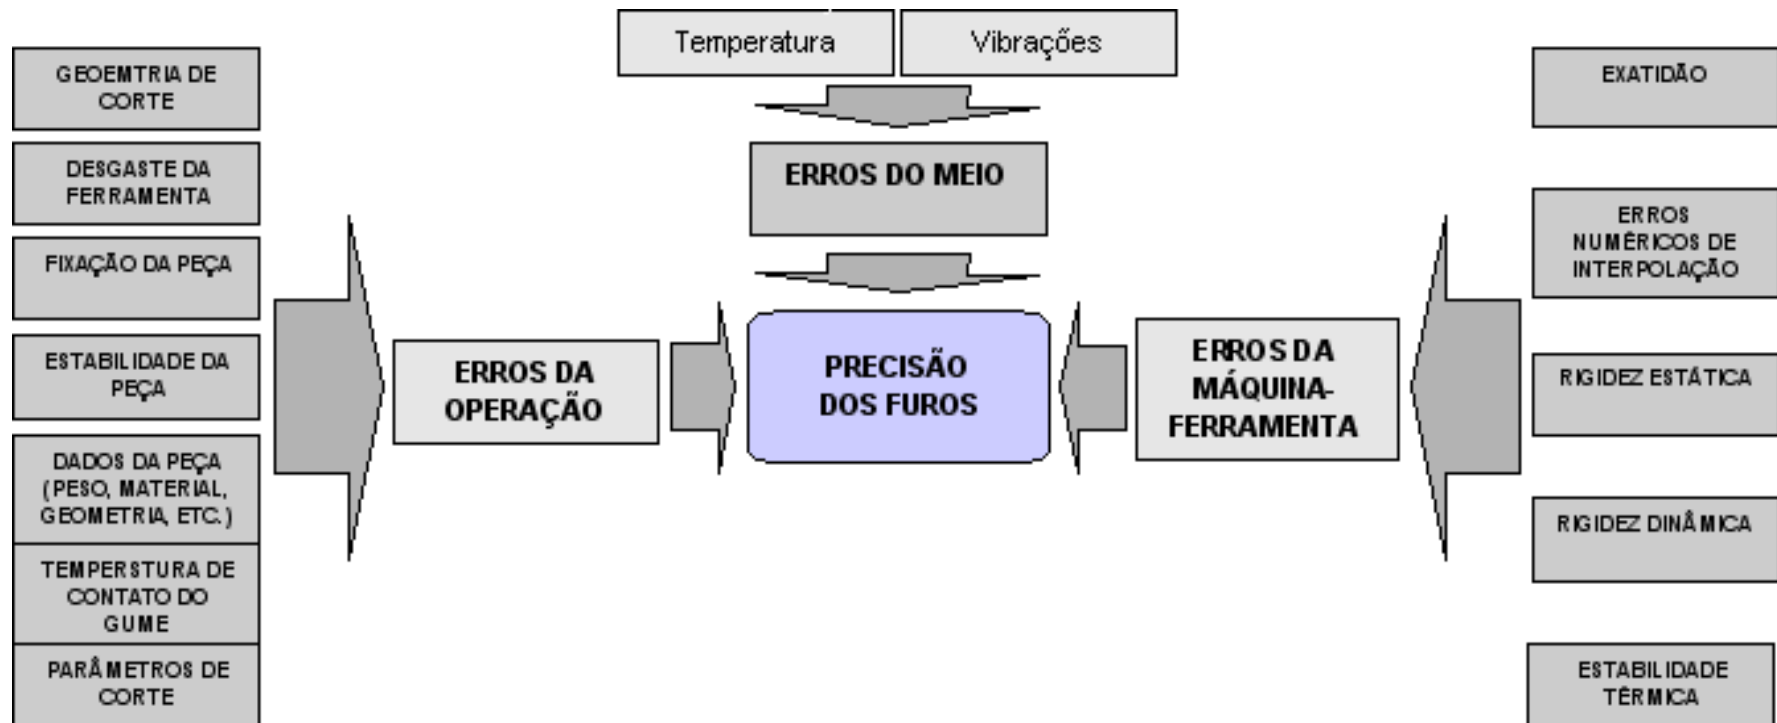 Temperatura
Vibrações
ERROS DO MEIO
GEOEMTRIA DE
CORTE
DESGASTE DA
FERRAMENTA
FIXAÇÃO DA PEÇA
ESTABILIDADE DA
PEÇA
DADOS DA PEÇA
(PESO, MATERIAL,
GEOMETRIA, ETC.)
TEMPERSTURA DE
CONTATO DO
GUME
PARÂMETROS DE
CORTE
ERROS DA
OPERAÇÃO
PRECISÃO
DOS FUROS
ERROS DA
MÁQUINA-
FERRAMENTA
EXATIDÃO
ERROS
NUMÉRICOS DE
INTERPOLAÇÃO
RIGIDEZ ESTÁTICA
RIGIDEZ DINÂMICA
ESTABILIDADE
TÉRMICA